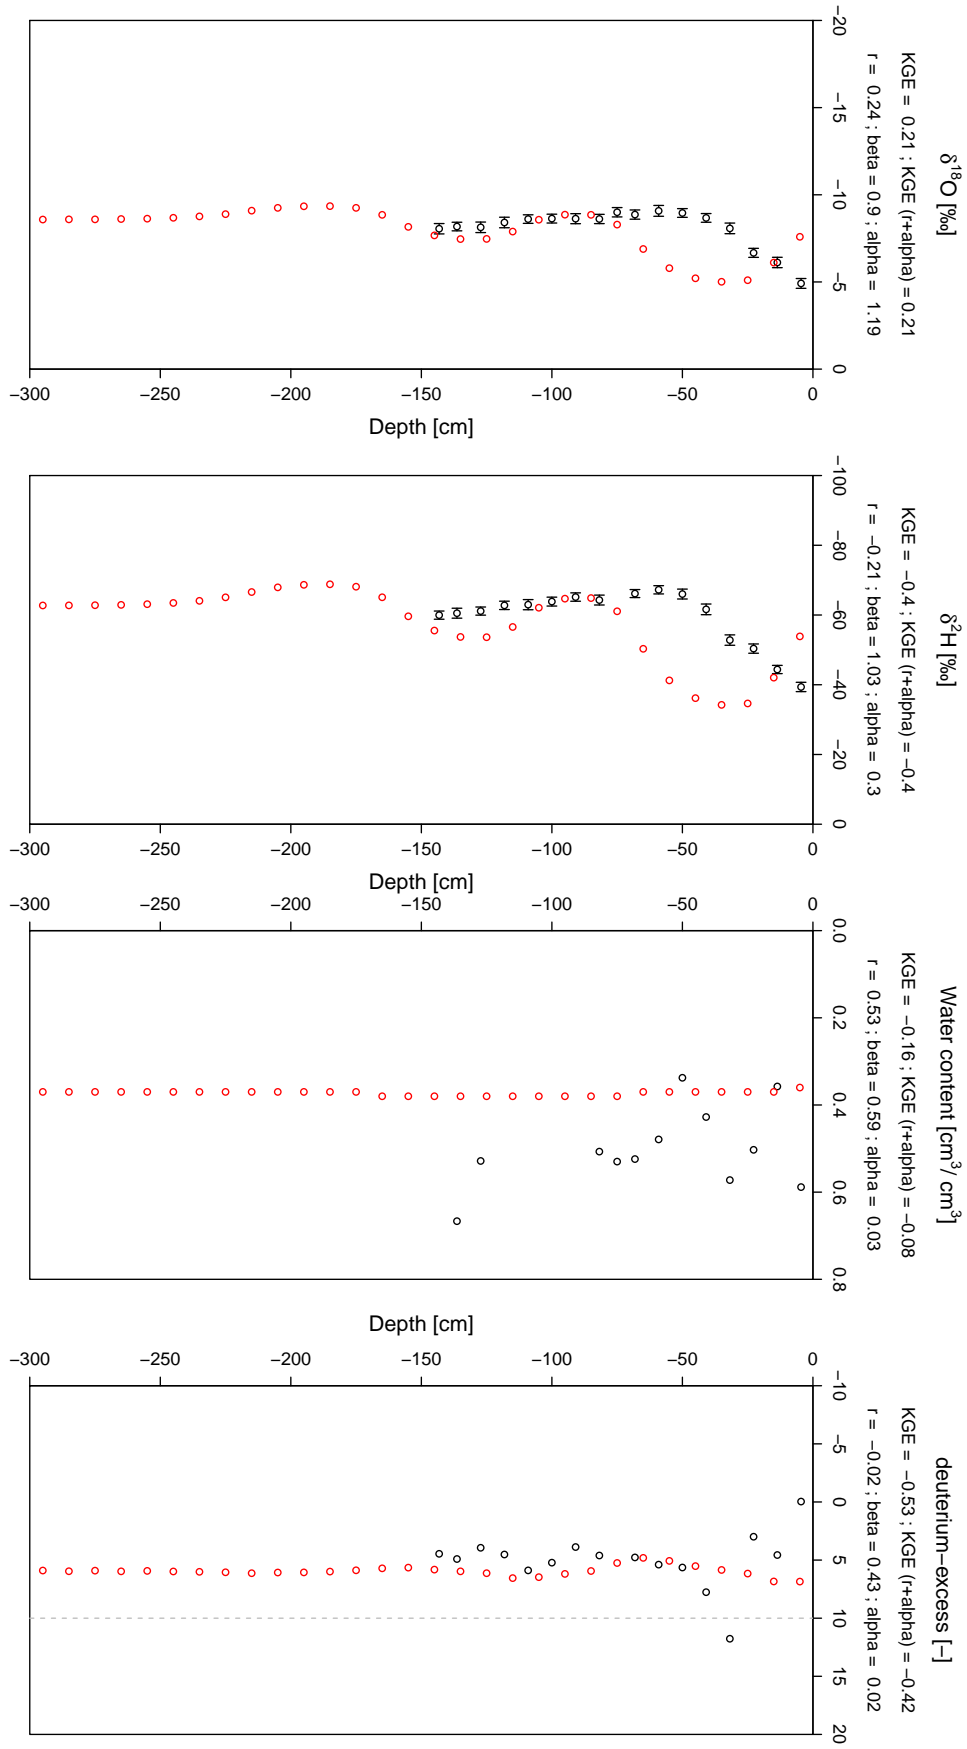 δ18O [‰]
KGE = 0.21 ; KGE (r+alpha) = 0.21
r = 0.24 ; beta = 0.9 ; alpha = 1.19
−20 −15 −10 −5 0
−300 −250 −200 −150 −100 −50 0
Depth [cm]
δ2H [‰]
KGE = −0.4 ; KGE (r+alpha) = −0.4
r = −0.21 ; beta = 1.03 ; alpha = 0.3
−100 −80 −60 −40 −20 0
−300 −250 −200 −150 −100 −50 0
Depth [cm]
Water content [cm3/ cm3]
KGE = −0.16 ; KGE (r+alpha) = −0.08
r = 0.53 ; beta = 0.59 ; alpha = 0.03
0.0 0.2 0.4 0.6 0.8
−300 −250 −200 −150 −100 −50 0
Depth [cm]
deuterium−excess [−]
KGE = −0.53 ; KGE (r+alpha) = −0.42
r = −0.02 ; beta = 0.43 ; alpha = 0.02
−10 −5 0 5 10 15 20
−300 −250 −200 −150 −100 −50 0